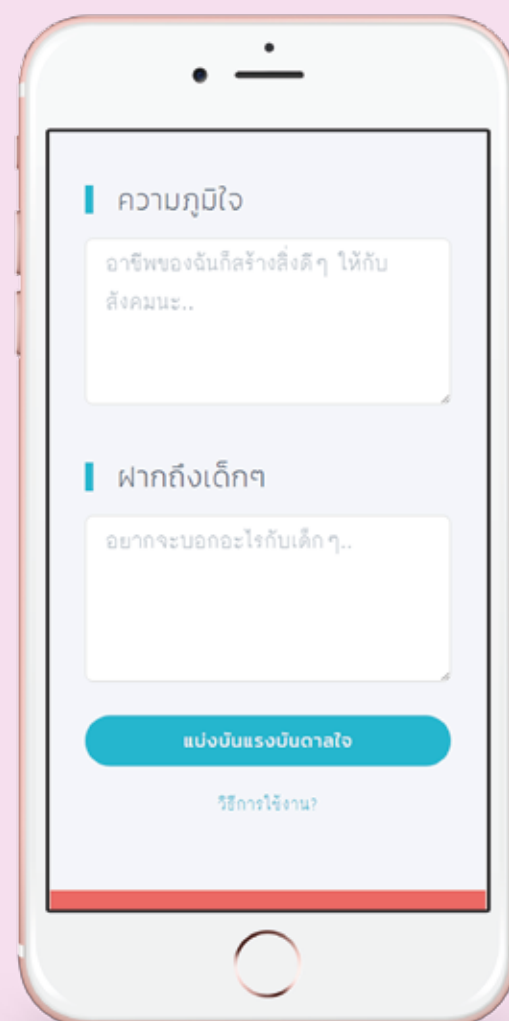 ความภูมิใจ
อาชีพของฉันก็สร้างสิ่งดีๆ ให้กับ
สังคมนะ..
ฝากถึงเด็กๆ
อยากจะบอกอะไรกับเด็กๆ..
แบ่งปันแรงบันดาลใจ
วิธีการใช้งาน?